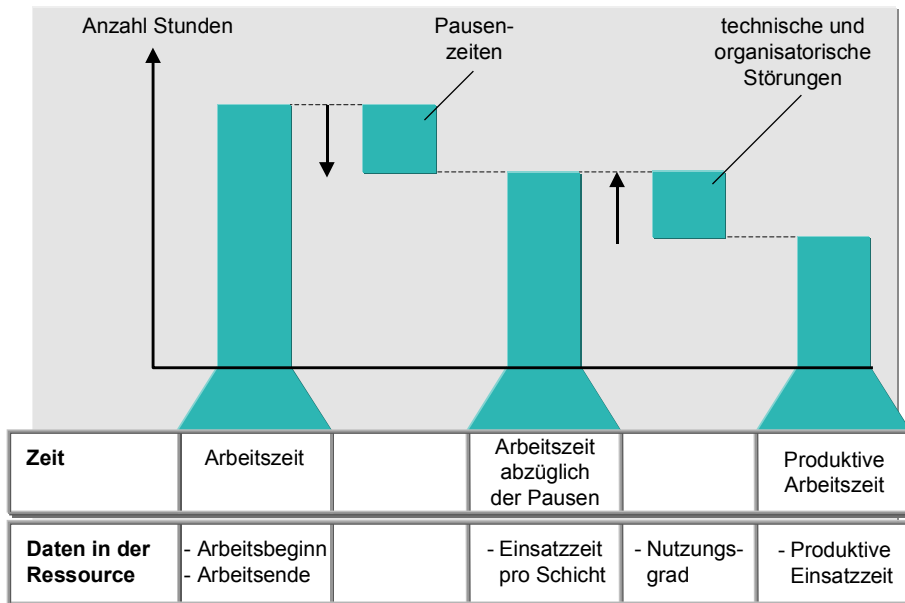 Anzahl Stunden
Pausen-
zeiten
technische und
organisatorische
Störungen
Zeit
Arbeitszeit
Arbeitszeit
abzüglich
der Pausen
Produktive
Arbeitszeit
Daten in der
Ressource
- Arbeitsbeginn
- Arbeitsende
- Einsatzzeit
pro Schicht
- Nutzungs-
grad
- Produktive
Einsatzzeit